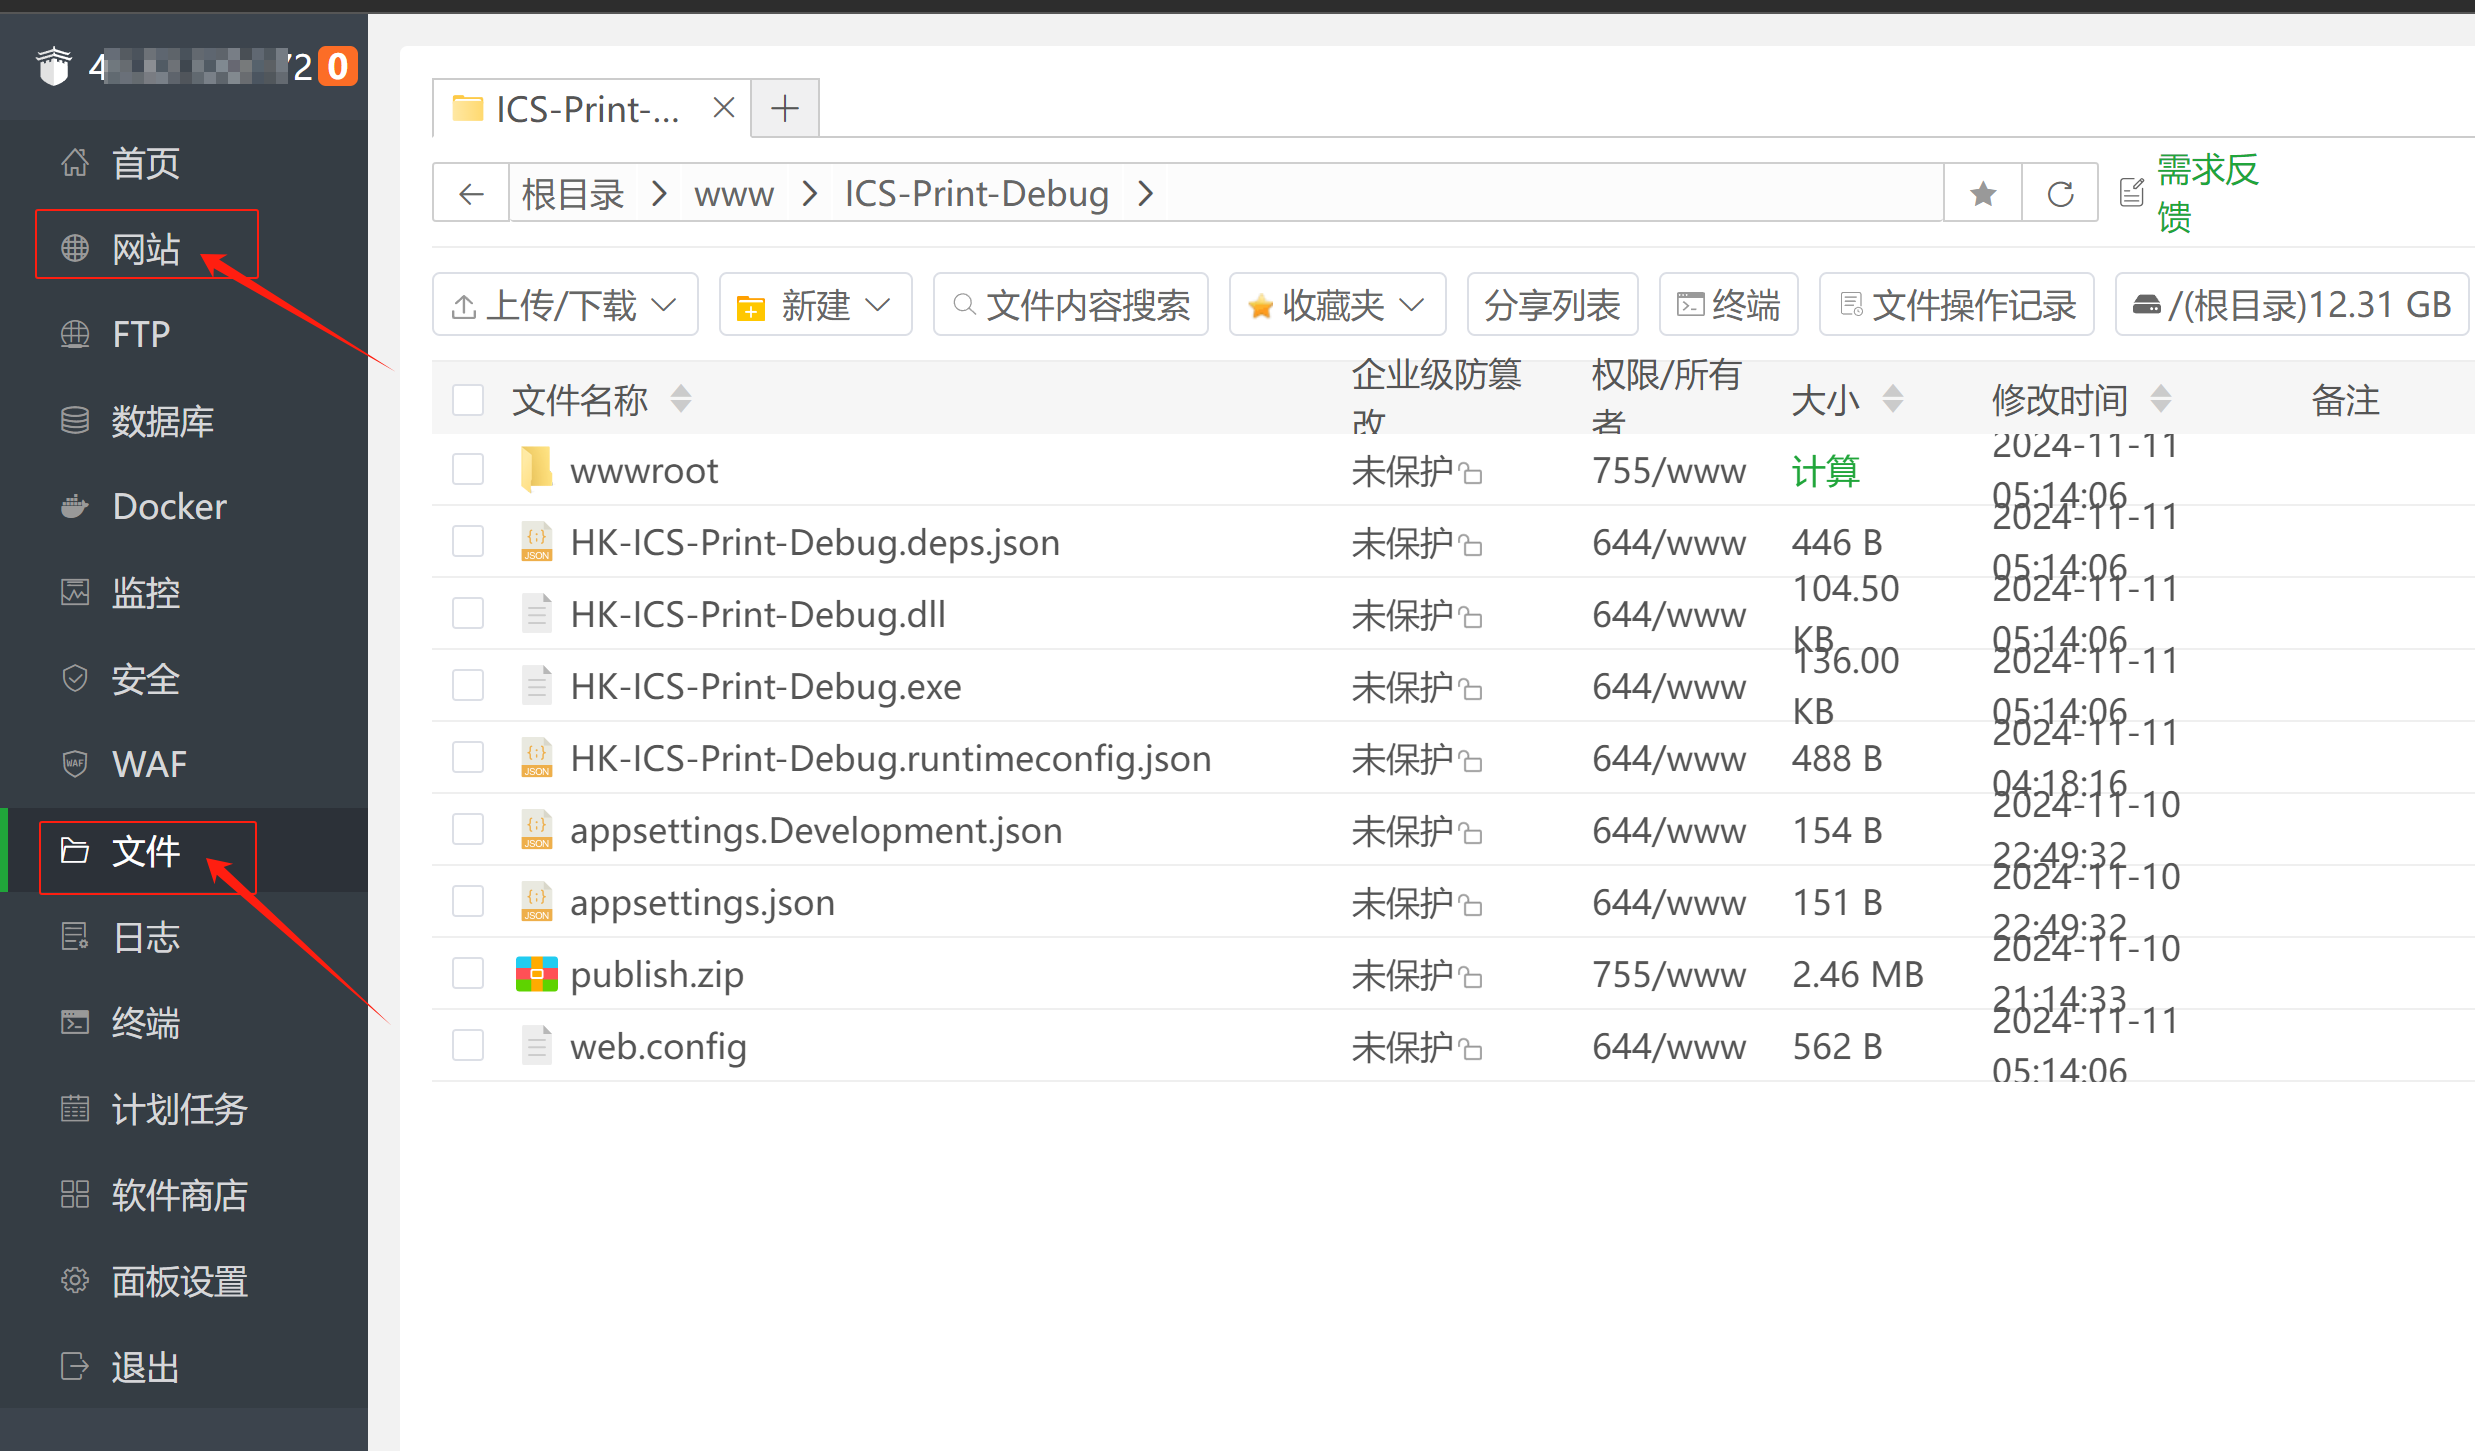 4
72 0
首页
网站
FTP
数据库
Docker
监控
安全
WAF
文件
日志
终端
计划任务
软件商店
面板设置
退出
ICS-Print-...
根目录 > www > ICS-Print-Debug >
需求反
馈
上传/下载 新建 文件内容搜索 收藏夹 分享列表 终端 文件操作记录 /(根目录)12.31 GB
文件名称 企业级防篡改 权限/所有者 大小 修改时间 备注
wwwroot 未保护 755/www 计算 2024-11-11 05:14:06
HK-ICS-Print-Debug.deps.json 未保护 644/www 446 B 2024-11-11 05:14:06
HK-ICS-Print-Debug.dll 未保护 644/www 104.50 KB 2024-11-11 05:14:06
HK-ICS-Print-Debug.exe 未保护 644/www 136.00 KB 2024-11-11 05:14:06
HK-ICS-Print-Debug.runtimeconfig.json 未保护 644/www 488 B 2024-11-11 04:18:16
appsettings.Development.json 未保护 644/www 154 B 2024-11-10 22:49:32
appsettings.json 未保护 644/www 151 B 2024-11-10 22:49:32
publish.zip 未保护 755/www 2.46 MB 2024-11-10 21:14:33
web.config 未保护 644/www 562 B 2024-11-11 05:14:06